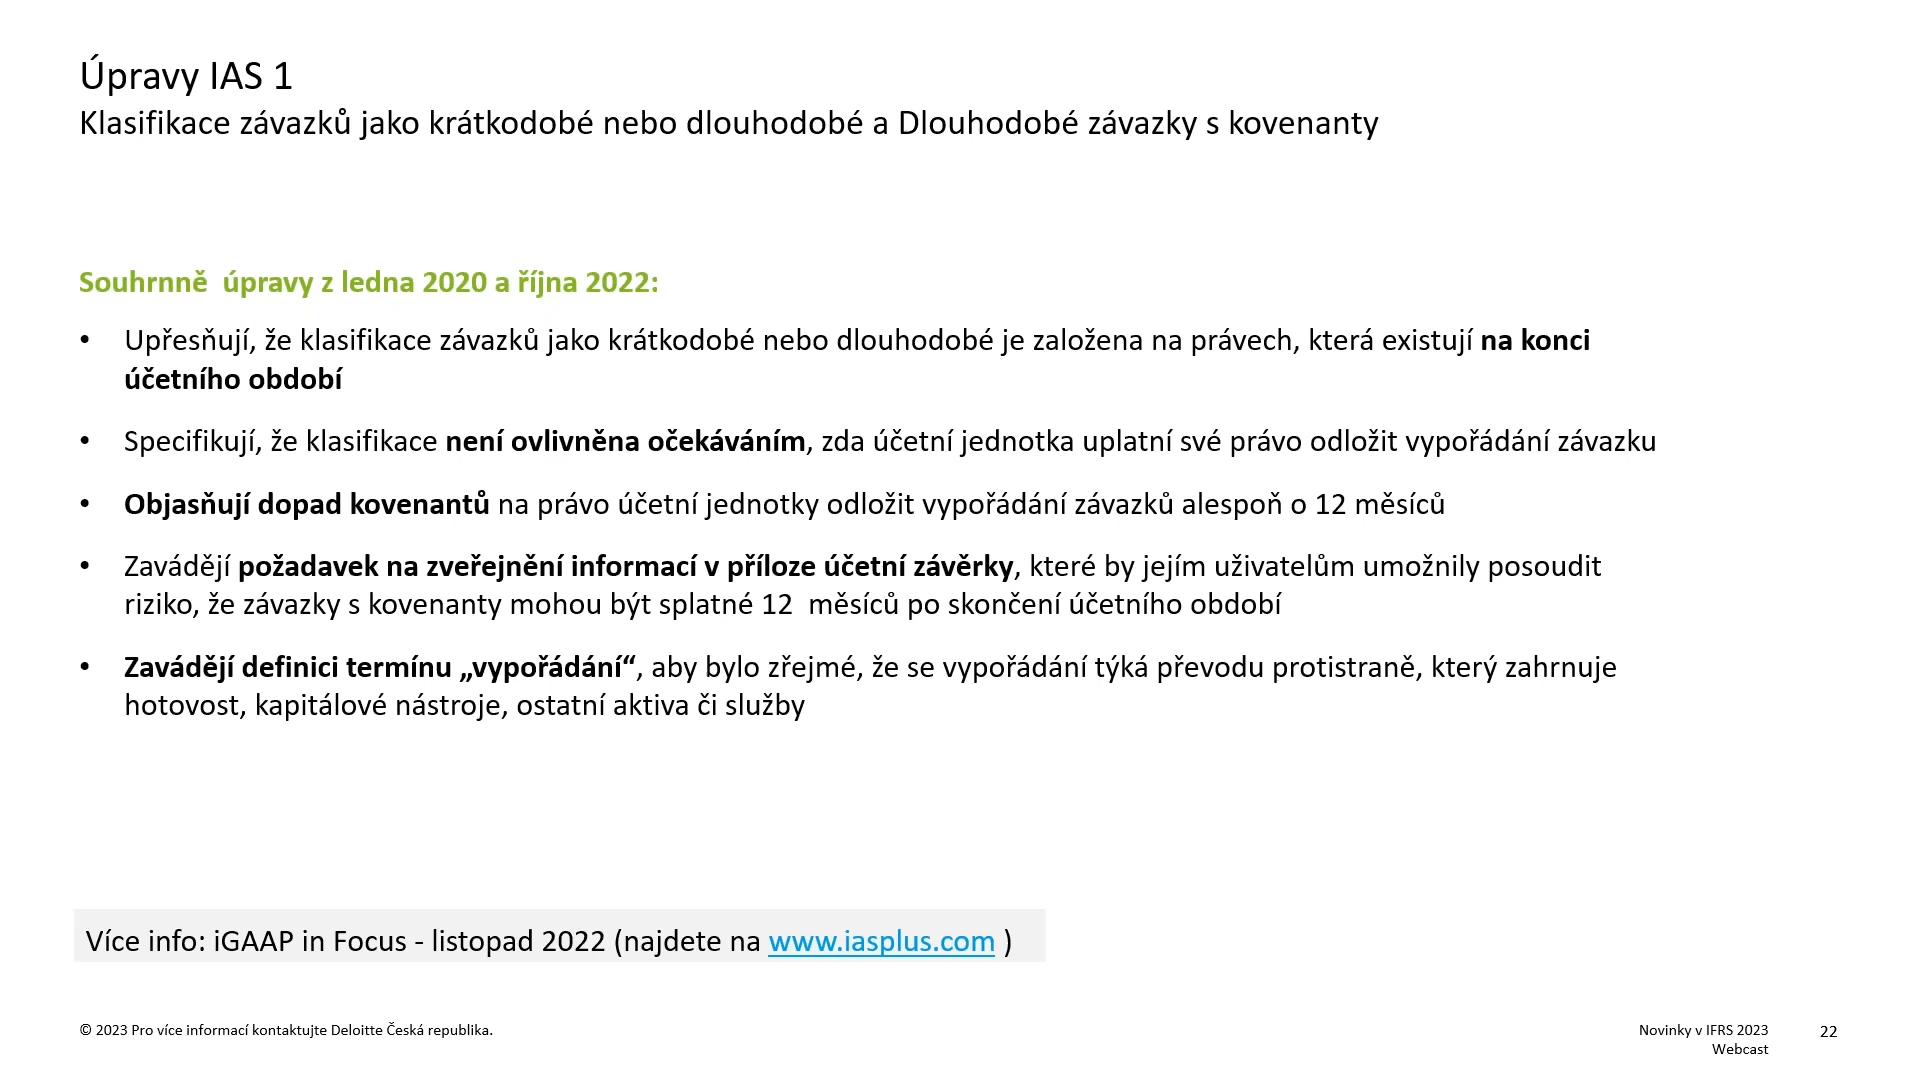 Úpravy IAS 1
Klasifikace závazků jako krátkodobé nebo dlouhodobé a Dlouhodobé závazky s kovenanty
Souhrnně  úpravy z ledna 2020 a října 2022:
• Upřesňují, že klasifikace závazků jako krátkodobé nebo dlouhodobé je založena na právech, která existují na konci
účetního období
• Specifikují, že klasifikace není ovlivněna očekáváním, zda účetní jednotka uplatní své právo odložit vypořádání závazku
• Objasňují dopad kovenantů na právo účetní jednotky odložit vypořádání závazků alespoň o 12 měsíců
• Zavádějí požadavek na zveřejnění informací v příloze účetní závěrky, které by jejím uživatelům umožnily posoudit
riziko, že závazky s kovenanty mohou být splatné 12  měsíců po skončení účetního období
• Zavádějí definici termínu „vypořádání“, aby bylo zřejmé, že se vypořádání týká převodu protistraně, který zahrnuje
hotovost, kapitálové nástroje, ostatní aktiva či služby
Více info: iGAAP in Focus - listopad 2022 (najdete na www.iasplus.com )
© 2023 Pro více informací kontaktujte Deloitte Česká republika.
Novinky v IFRS 2023
Webcast
22